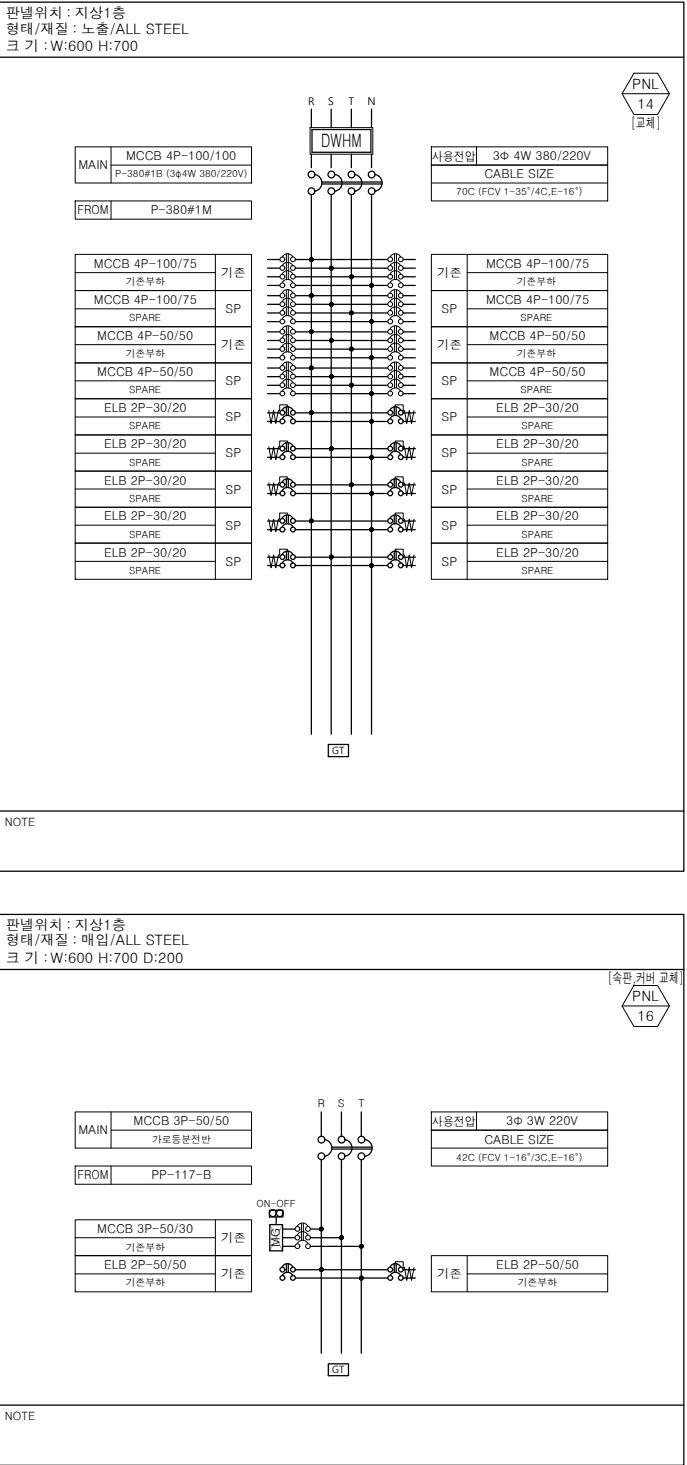 판넬위치 : 지상1층
형태/재질 : 노출/ALL STEEL
크 기 : W:600 H:700
PNL
14
[교체]
R S T N
DWHM
MAIN MCCB 4P-100/100
P-380#1B (3φ4W 380/220V)
사용전압 3Φ 4W 380/220V
CABLE SIZE
70C (FCV 1-35°/4C,E-16°)
FROM P-380#1M
MCCB 4P-100/75 기존
기존부하
기존 MCCB 4P-100/75
기존부하
MCCB 4P-100/75 SP
SPARE
SP MCCB 4P-100/75
SPARE
MCCB 4P-50/50 기존
기존부하
기존 MCCB 4P-50/50
기존부하
MCCB 4P-50/50 SP
SPARE
SP MCCB 4P-50/50
SPARE
ELB 2P-30/20 SP
SPARE
SP ELB 2P-30/20
SPARE
ELB 2P-30/20 SP
SPARE
SP ELB 2P-30/20
SPARE
ELB 2P-30/20 SP
SPARE
SP ELB 2P-30/20
SPARE
ELB 2P-30/20 SP
SPARE
SP ELB 2P-30/20
SPARE
ELB 2P-30/20 SP
SPARE
SP ELB 2P-30/20
SPARE
GT
NOTE
판넬위치 : 지상1층
형태/재질 : 매입/ALL STEEL
크 기 : W:600 H:700 D:200
[속판,커버 교체]
PNL
16
R S T
MAIN MCCB 3P-50/50
가로등분전반
사용전압 3Φ 3W 220V
CABLE SIZE
42C (FCV 1-16°/3C,E-16°)
FROM PP-117-B
ON-OFF
MG
MCCB 3P-50/30 기존
기존부하
ELB 2P-50/50 기존
기존부하
기존 ELB 2P-50/50
기존부하
GT
NOTE